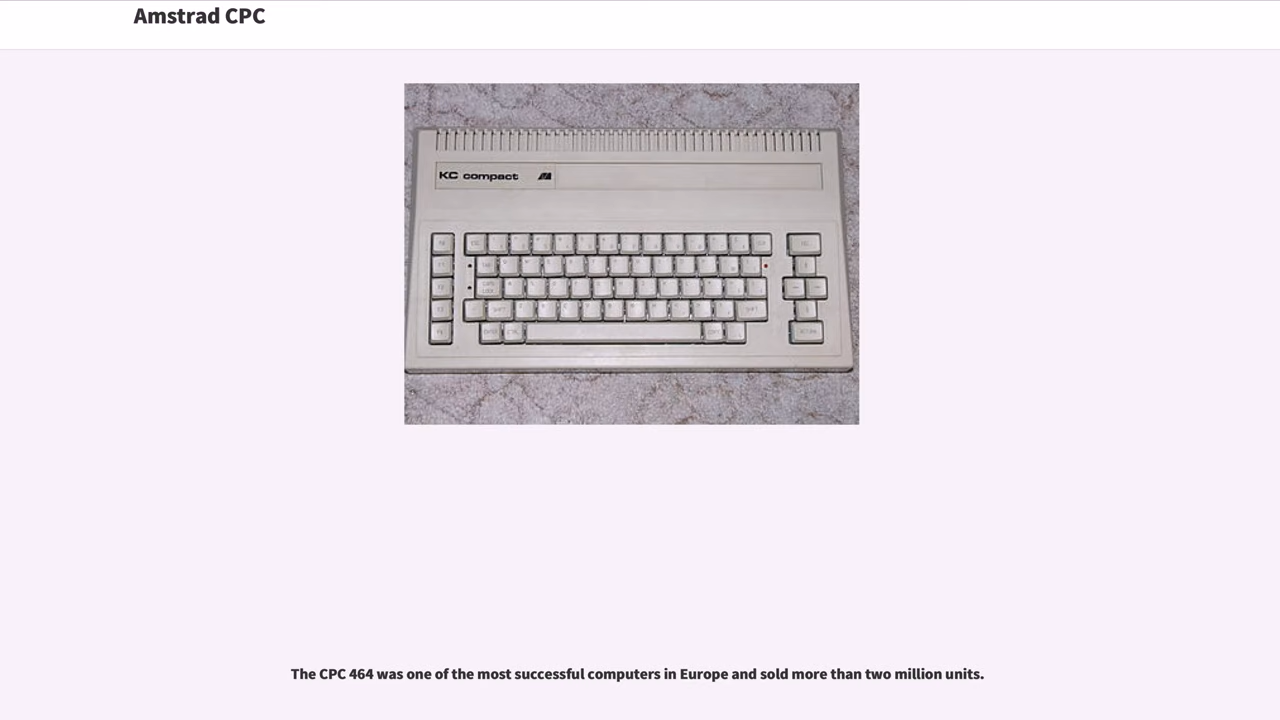 Amstrad CPC
KC compact
The CPC 464 was one of the most successful computers in Europe and sold more than two million units.